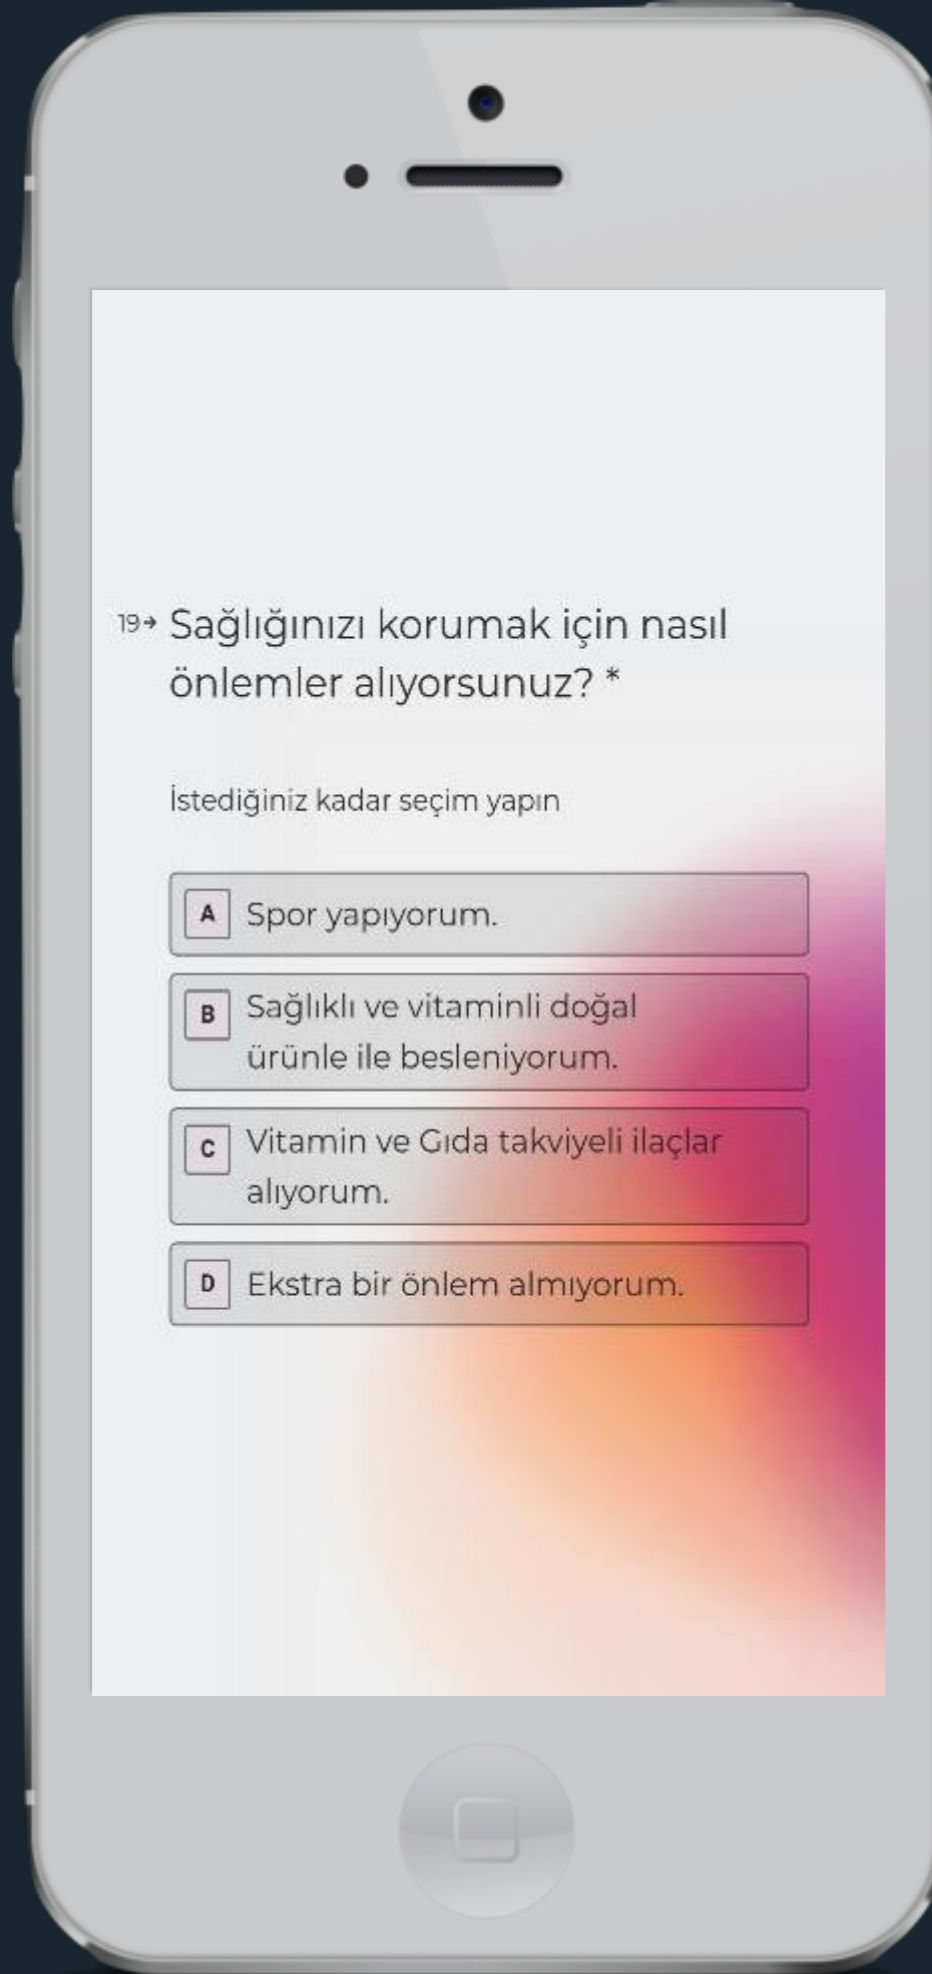 19→ Sağlığınızı korumak için nasıl
önlemler alıyorsunuz? *
İstediğiniz kadar seçim yapın
A Spor yapıyorum.
B Sağlıklı ve vitaminli doğal
ürünle ile besleniyorum.
C Vitamin ve Gıda takviyeli ilaçlar
alıyorum.
D Ekstra bir önlem almıyorum.